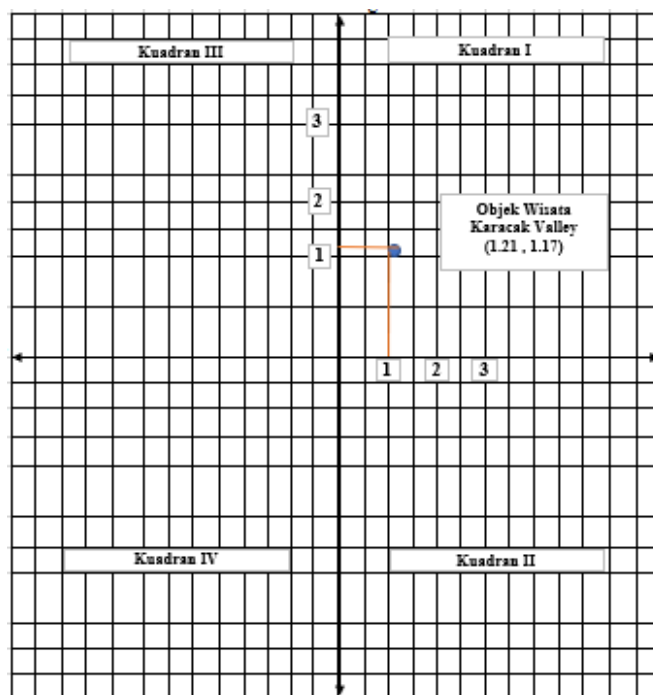 Kuadran III
Kuadran I
3
2
Objek Wisata
Karacak Valley
(1.21 , 1.17)
1
1
2
3
Kuadran IV
Kuadran II